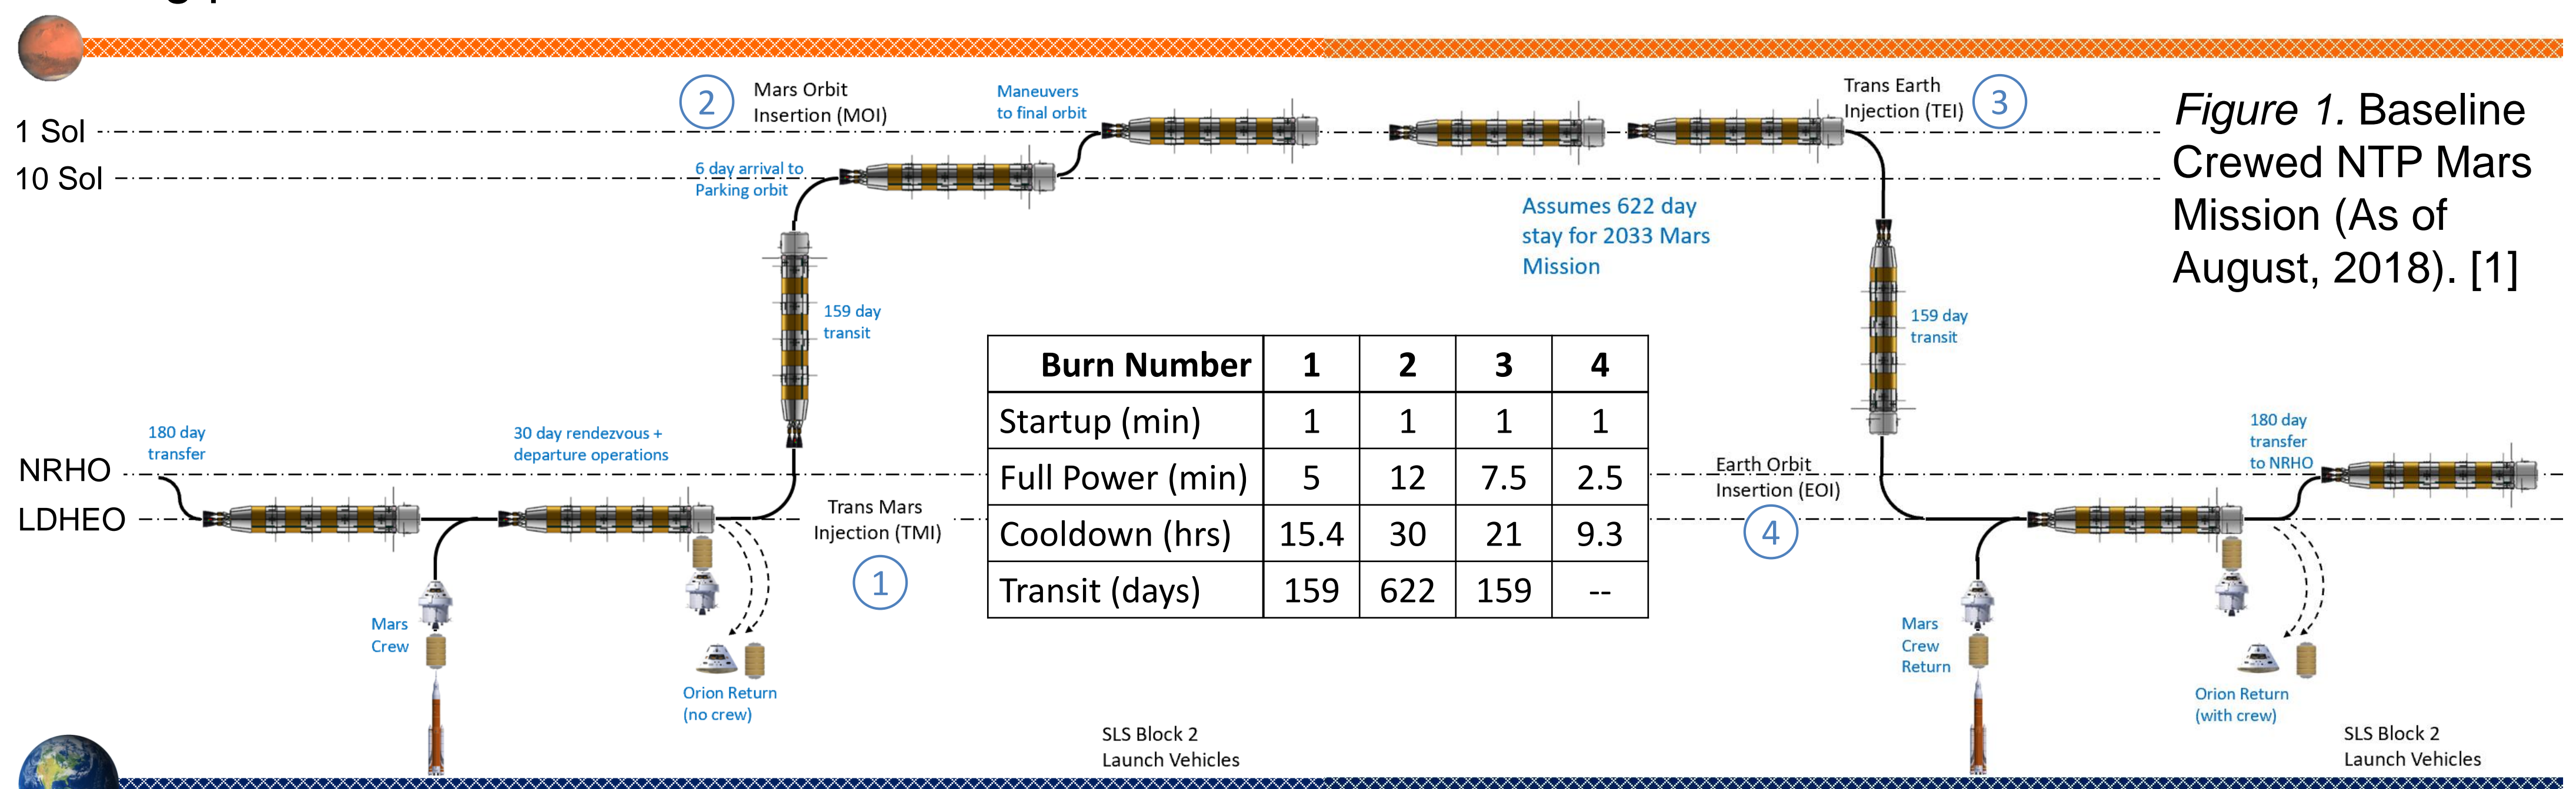 1 Sol
10 Sol
NRHO
LDHEO
180 day
transfer
30 day rendezvous +
departure operations
Mars
Crew
Orion Return
(no crew)
Trans Mars
Injection (TMI)
1
159 day
transit
2
Mars Orbit
Insertion (MOI)
6 day arrival to
Parking orbit
Maneuvers
to final orbit
Assumes 622 day
stay for 2033 Mars
Mission
Trans Earth
Injection (TEI)
3
159 day
transit
Figure 1. Baseline
Crewed NTP Mars
Mission (As of
August, 2018). [1]
Burn Number 1 2 3 4
Startup (min) 1 1 1 1
Full Power (min) 5 12 7.5 2.5
Cooldown (hrs) 15.4 30 21 9.3
Transit (days) 159 622 159 --
Earth Orbit
Insertion (EOI)
4
180 day
transfer
to NRHO
Mars
Crew
Return
Orion Return
(with crew)
SLS Block 2
Launch Vehicles
SLS Block 2
Launch Vehicles